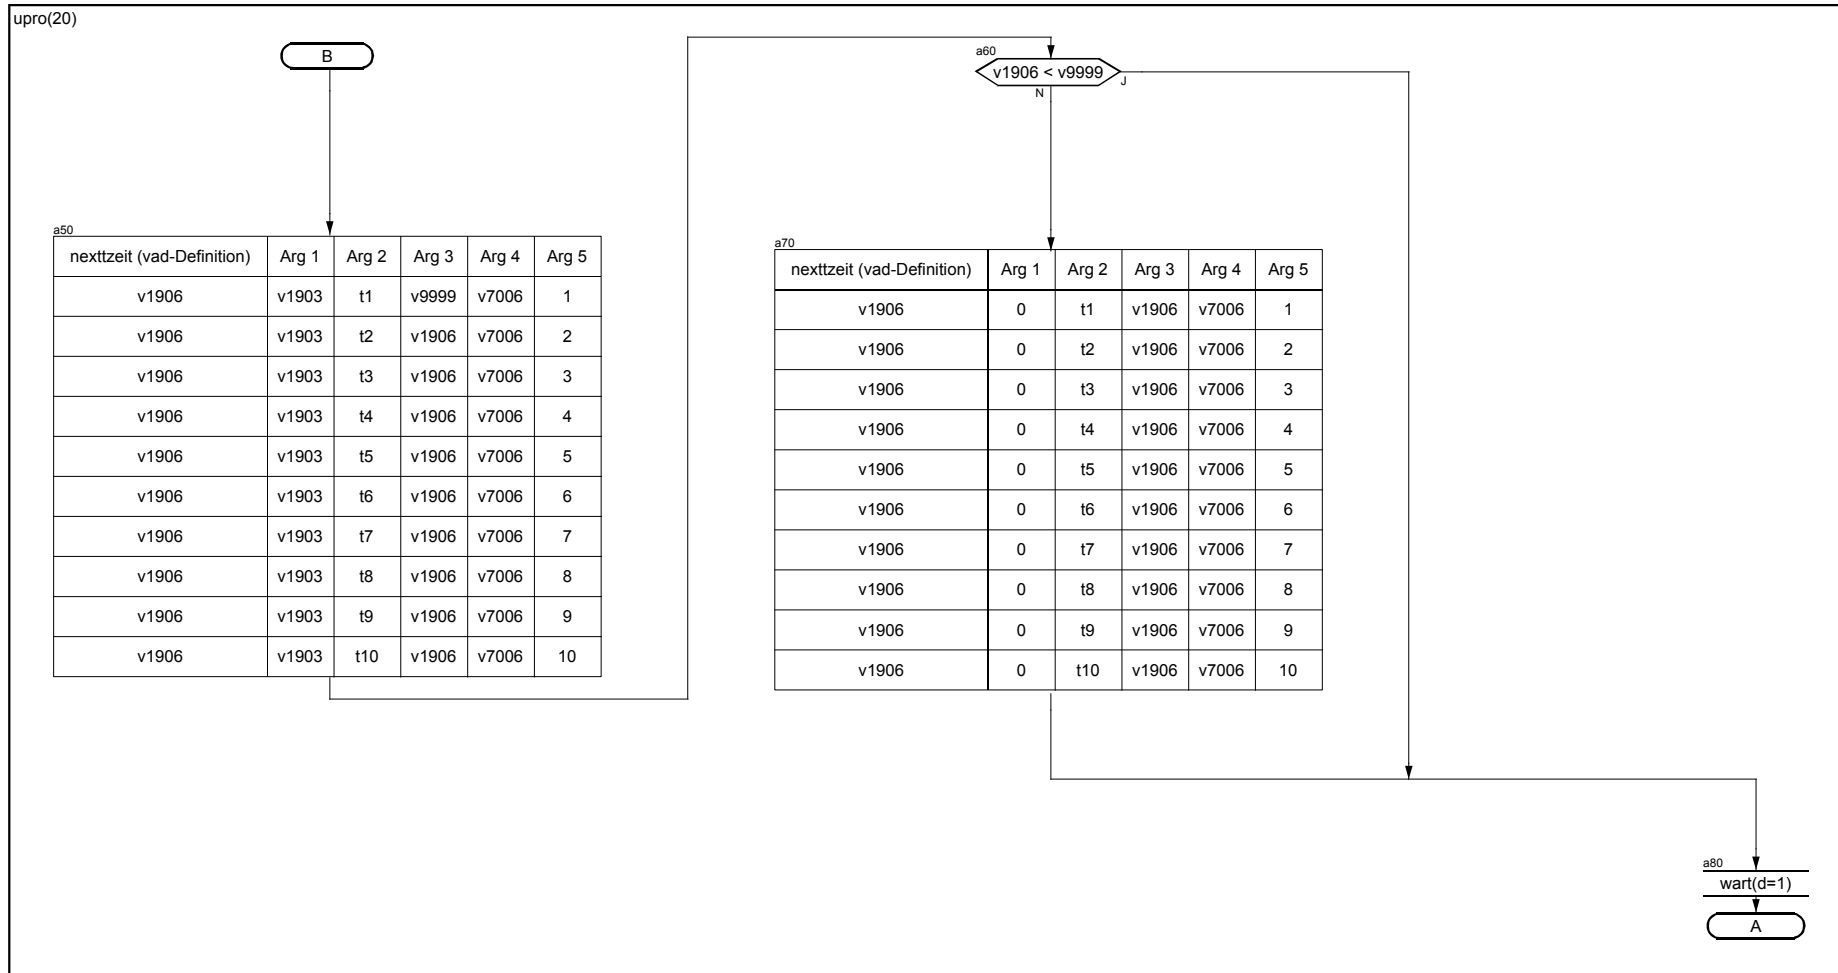 upro(20)
B
a50
nexttzeit (vad-Definition) Arg 1 Arg 2 Arg 3 Arg 4 Arg 5
v1906 v1903 t1 v9999 v7006 1
v1906 v1903 t2 v1906 v7006 2
v1906 v1903 t3 v1906 v7006 3
v1906 v1903 t4 v1906 v7006 4
v1906 v1903 t5 v1906 v7006 5
v1906 v1903 t6 v1906 v7006 6
v1906 v1903 t7 v1906 v7006 7
v1906 v1903 t8 v1906 v7006 8
v1906 v1903 t9 v1906 v7006 9
v1906 v1903 t10 v1906 v7006 10
a60
v1906 < v9999
J
N
a70
nexttzeit (vad-Definition) Arg 1 Arg 2 Arg 3 Arg 4 Arg 5
v1906 0 t1 v1906 v7006 1
v1906 0 t2 v1906 v7006 2
v1906 0 t3 v1906 v7006 3
v1906 0 t4 v1906 v7006 4
v1906 0 t5 v1906 v7006 5
v1906 0 t6 v1906 v7006 6
v1906 0 t7 v1906 v7006 7
v1906 0 t8 v1906 v7006 8
v1906 0 t9 v1906 v7006 9
v1906 0 t10 v1906 v7006 10
a80
wart(d=1)
A